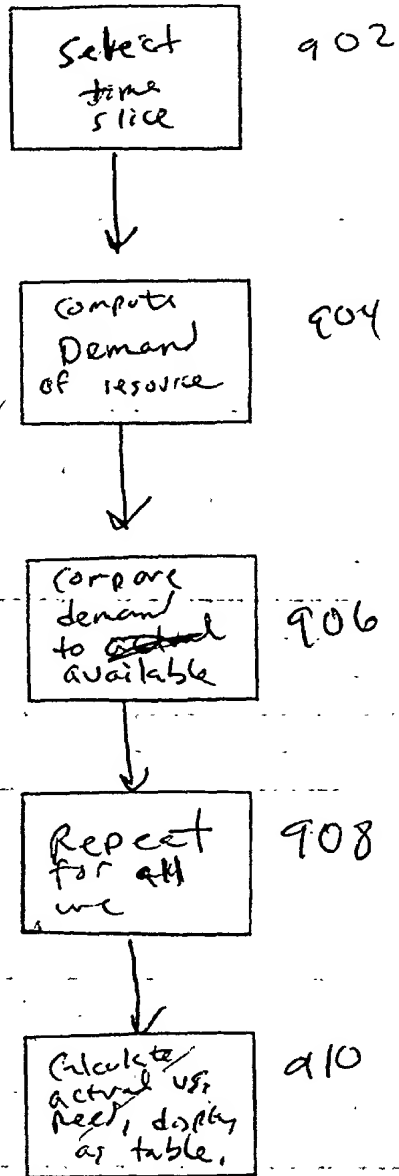 Select 902
time
slice
Compute 904
Demand
of resource
Compare
demand 906
to actual
available
Repeat 908
for all
Calculate 910
actual vs.
need, display
as table.